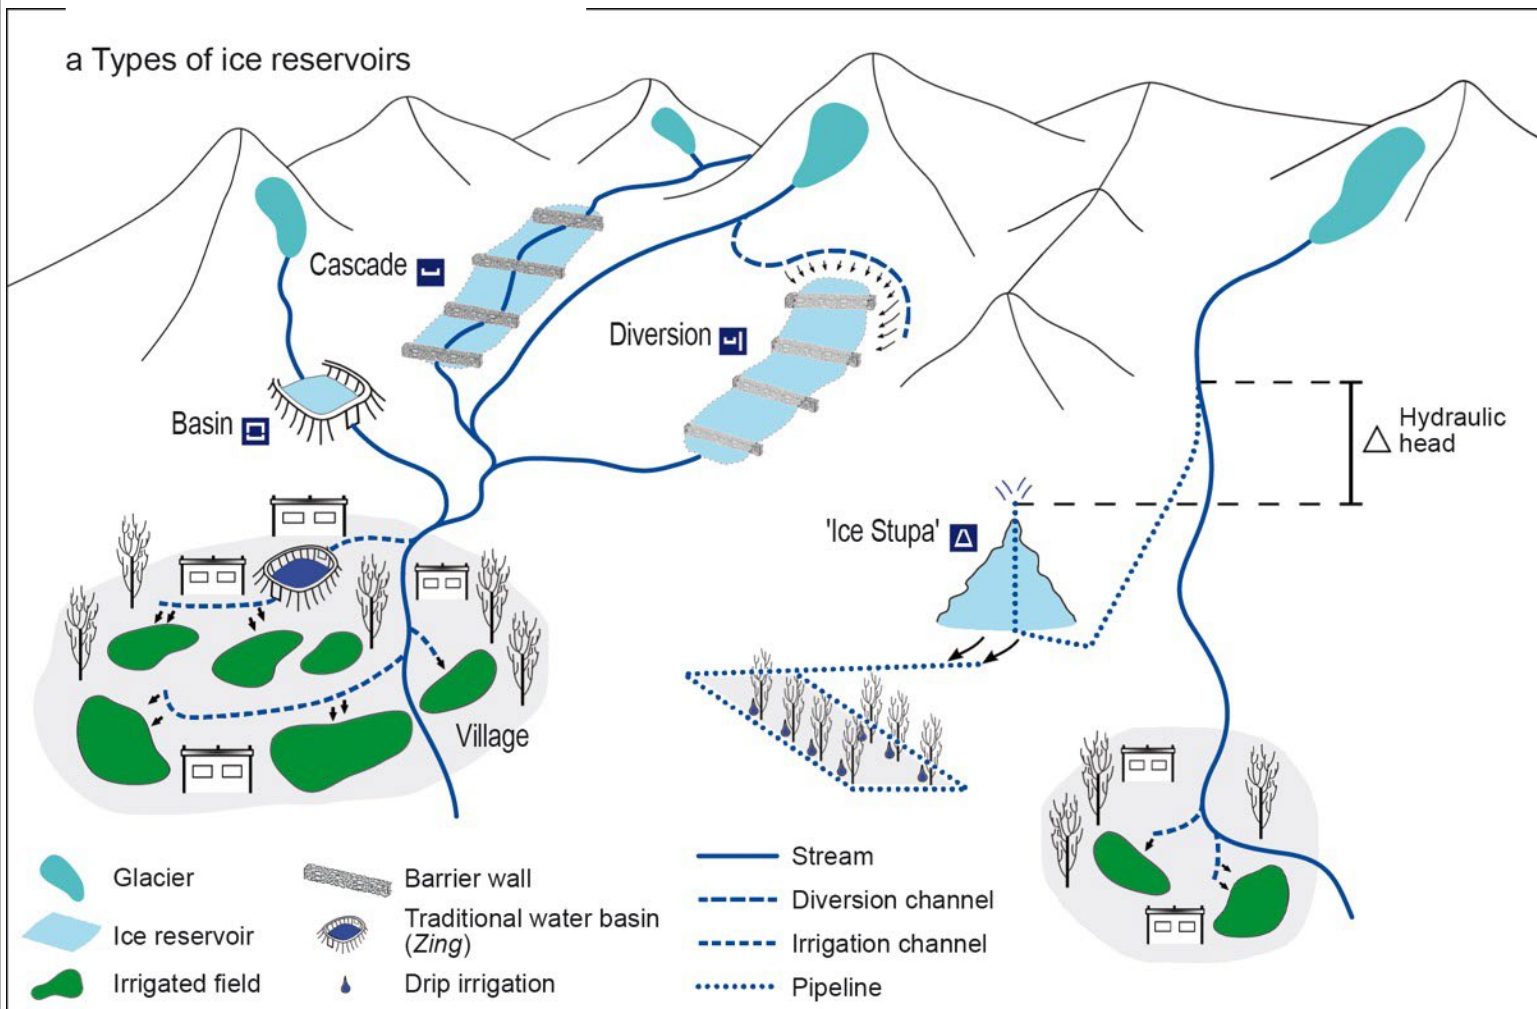 a Types of ice reservoirs
Cascade
Diversion
Basin
Hydraulic
head
'Ice Stupa'
Village
Glacier
Ice reservoir
Irrigated field
Barrier wall
Traditional water basin
(Zing)
Drip irrigation
Stream
Diversion channel
Irrigation channel
Pipeline